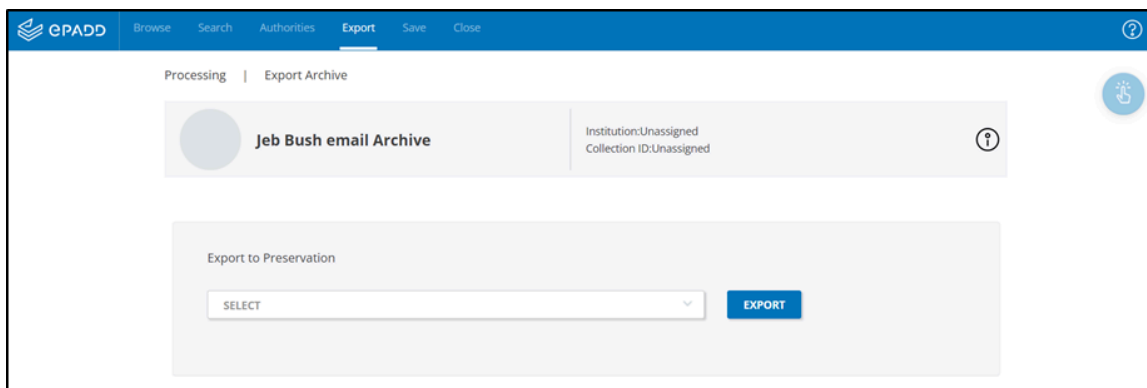 ePADD Browse Search Authorities Export Save Close
Processing | Export Archive
Jeb Bush email Archive
Institution:Unassigned
Collection ID:Unassigned
Export to Preservation
SELECT
EXPORT